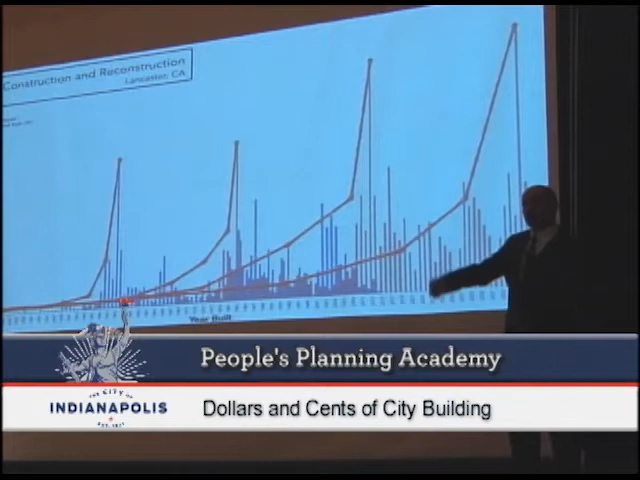 Construction and Reconstruction
Lancaster, CA
Year Built
People's Planning Academy
THE CITY OF
INDIANAPOLIS
EST. 1821
Dollars and Cents of City Building